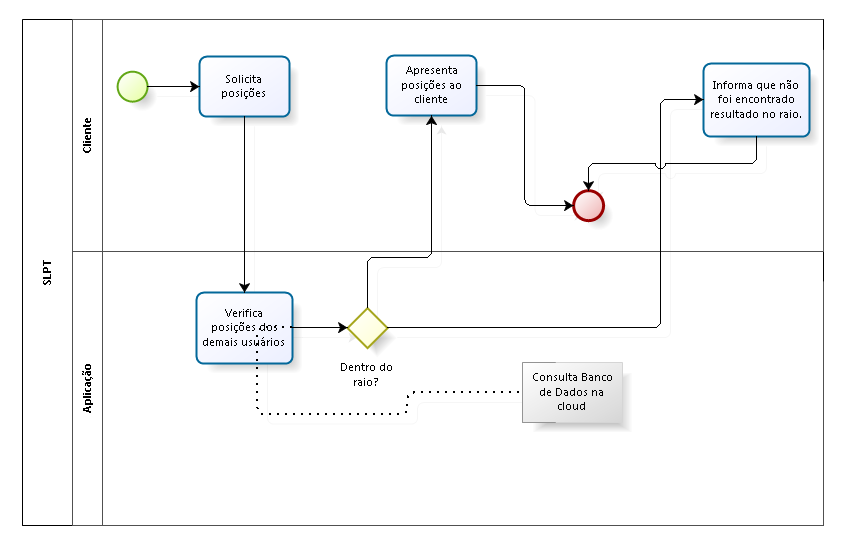 SLPT
Cliente
Solicita
posições
Apresenta
posições ao
cliente
Informa que não
foi encontrado
resultado no raio.
Aplicação
Verifica
posições dos
demais usuários
Dentro do
raio?
Consulta Banco
de Dados na
cloud